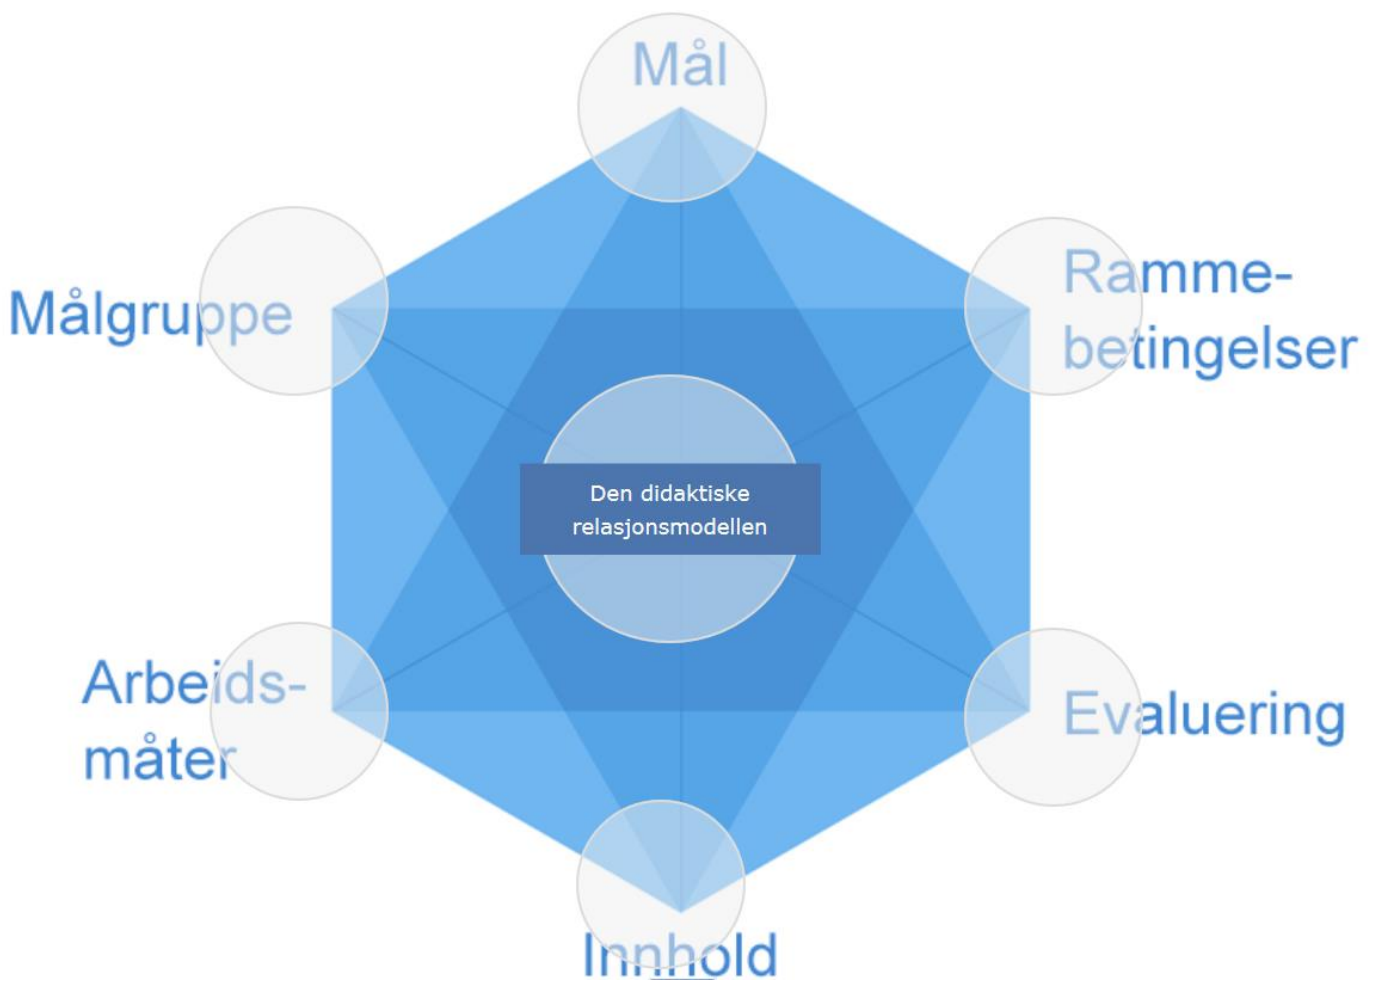 Mål
Målgruppe
Ramme-
betingelser
Den didaktiske
relasjonsmodellen
Arbeids-
måter
Evaluering
Innhold